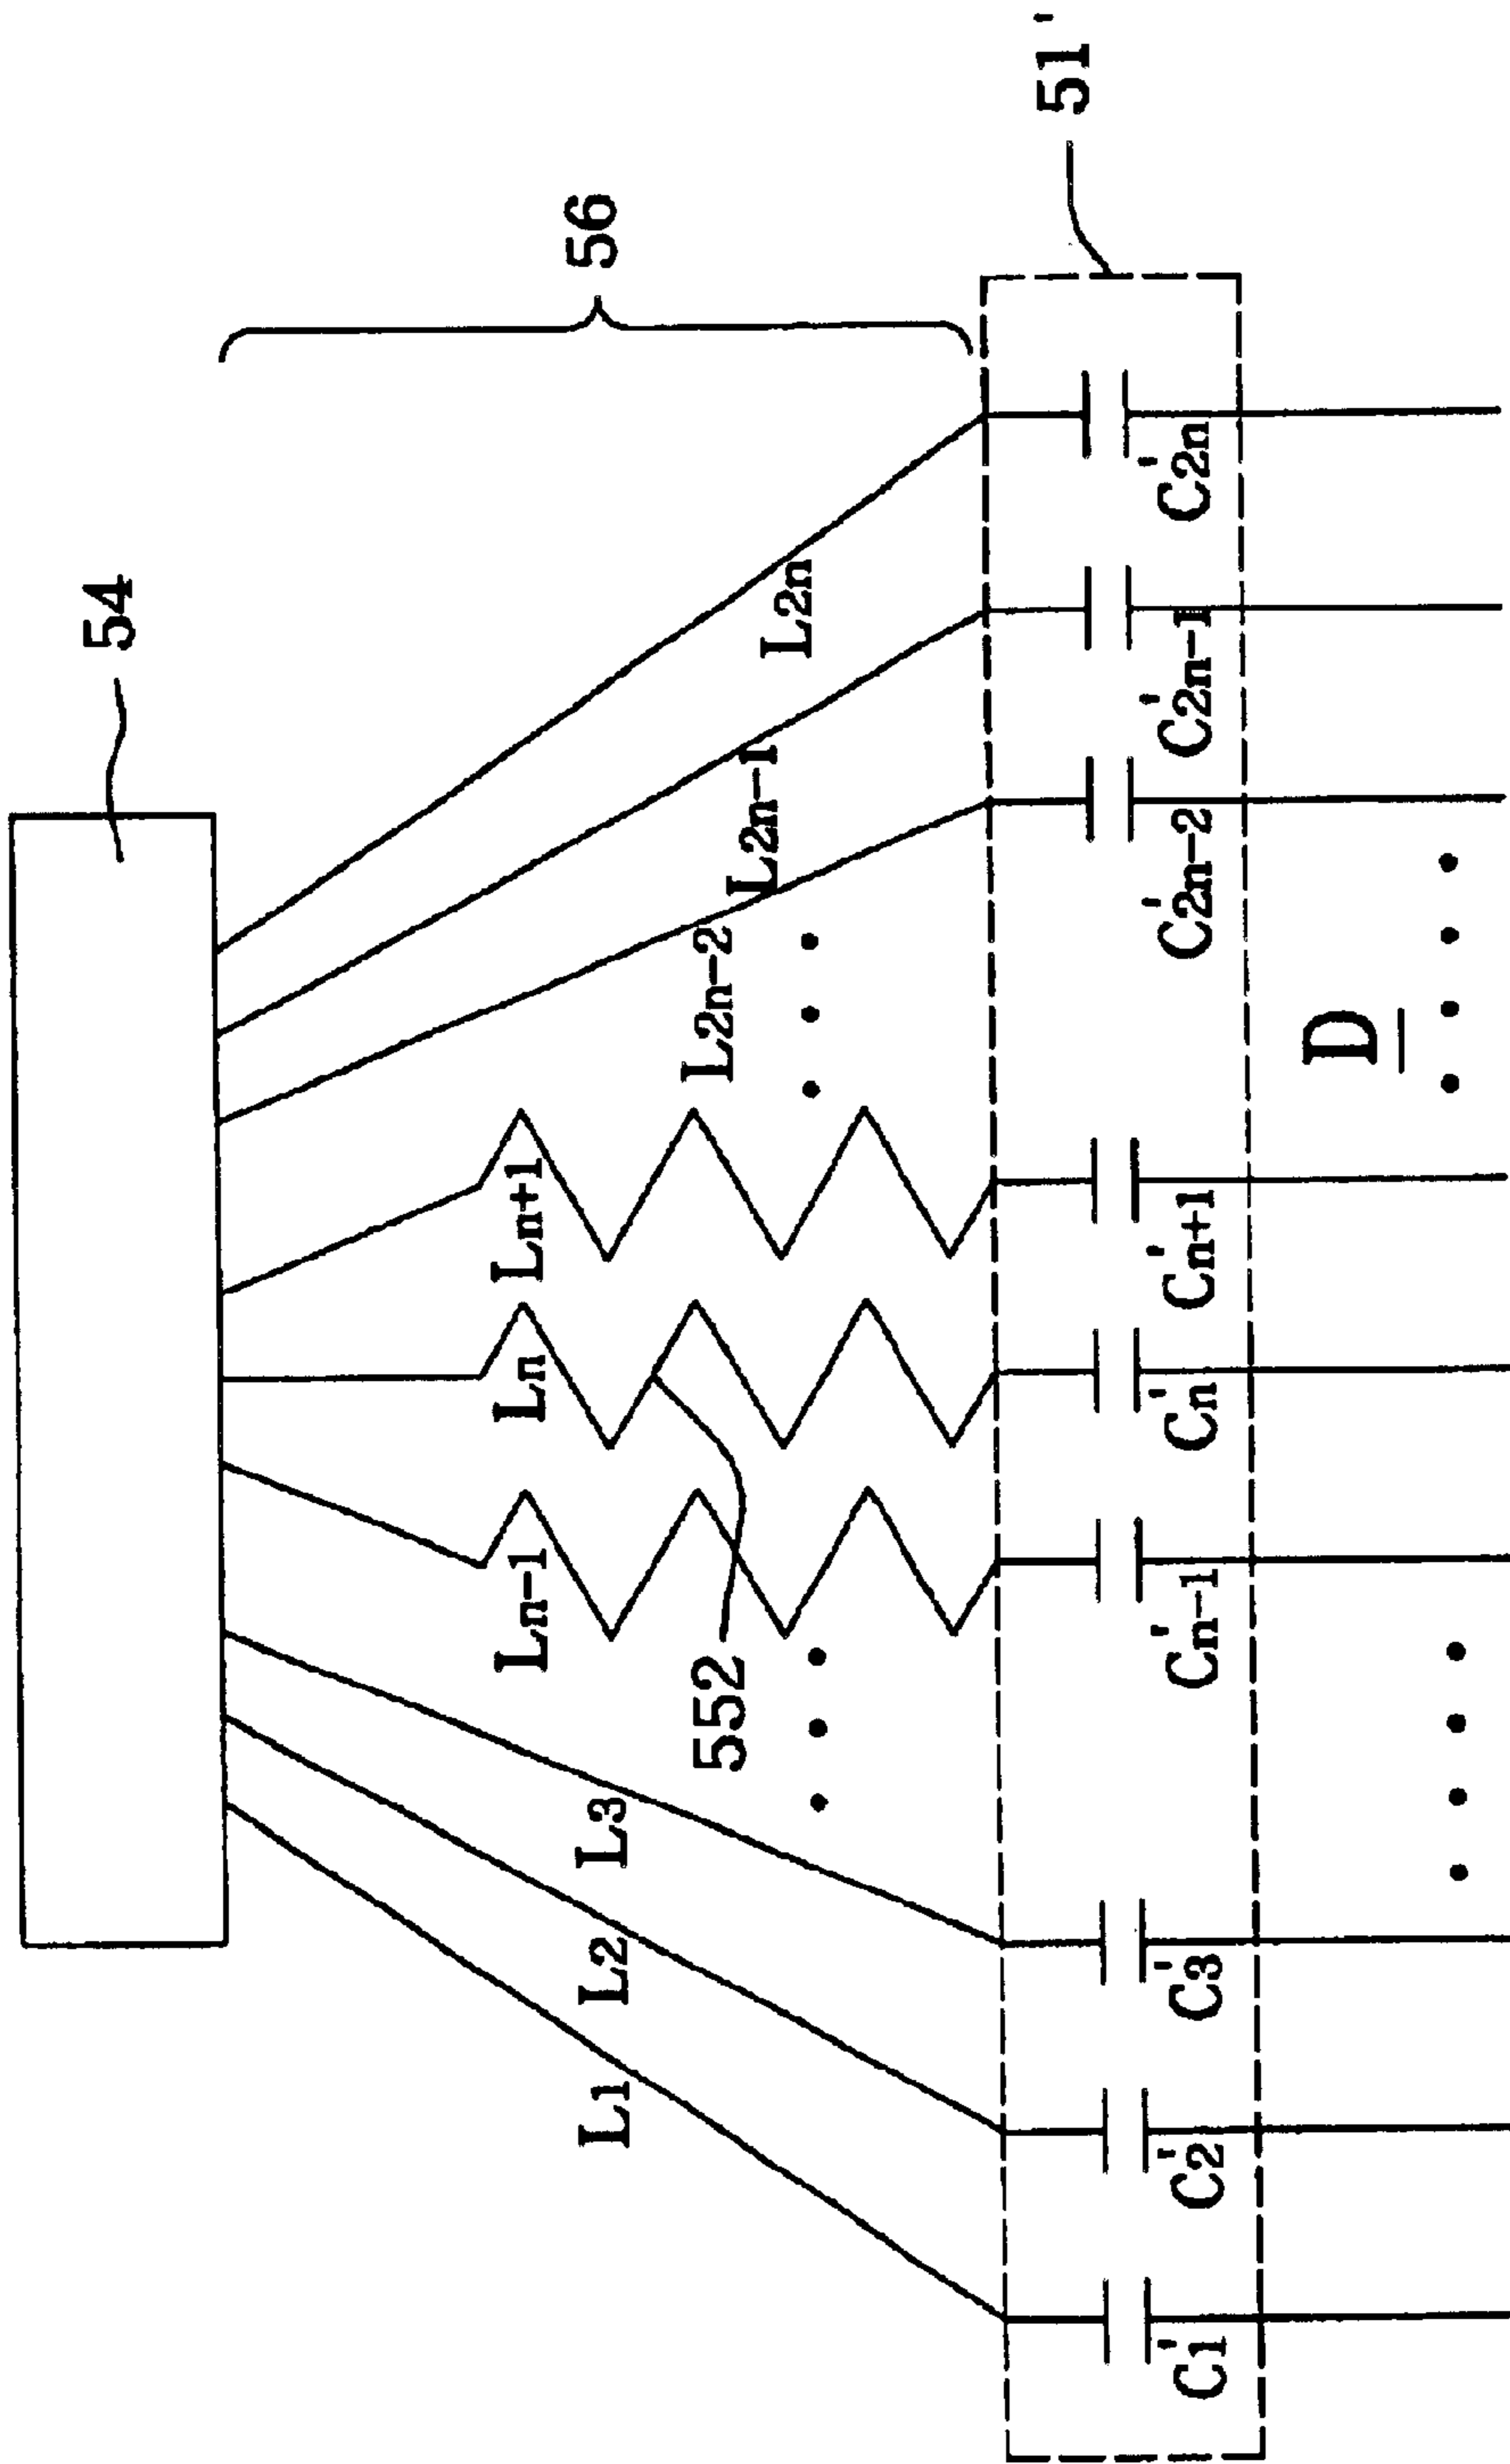 54
56
51'
L1
L2
L3
Ln-1
Ln
Ln+1
L2n-2
L2n-1
L2n
552
C'1
C'2
C'3
C'n-1
C'n
C'n+1
C'2n-2
C'2n-1
C'2n
D